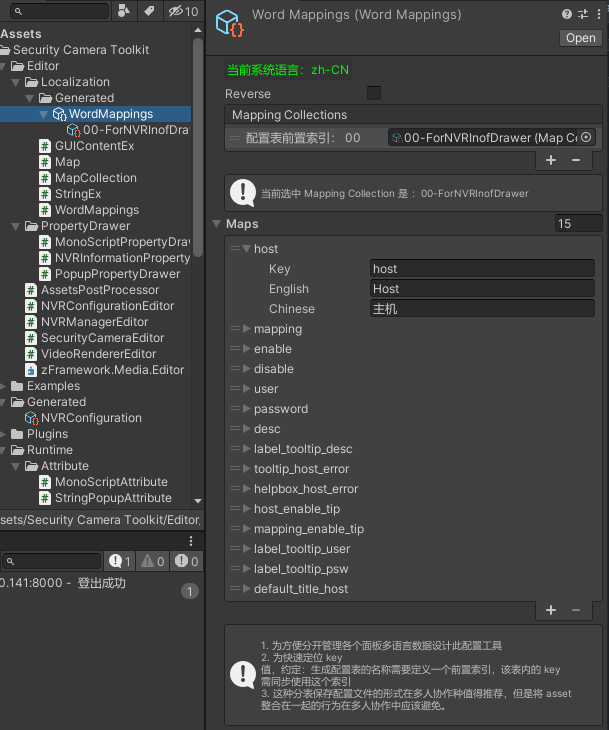 10
Assets
Security Camera Toolkit
Editor
Localization
Generated
WordMappings
00-ForNVRInofDra
GUIContentEx
Map
MapCollection
StringEx
WordMappings
PropertyDrawer
MonoScriptPropertyDraw
NVRInformationProperty
PopupPropertyDrawer
AssetsPostProcessor
NVRConfigurationEditor
NVRManagerEditor
SecurityCameraEditor
VideoRendererEditor
zFramework.Media.Editor
Examples
Generated
NVRConfiguration
Plugins
Runtime
Attribute
MonoScriptAttribute
StringPopupAttribute
sets/Security Camera Toolkit/Editor
1 0 0
0.141:8000 - 登出成功
1
Word Mappings (Word Mappings)
Open
当前系统语言：zh-CN
Reverse
Mapping Collections
配置表前置索引： 00
00-ForNVRInofDrawer (Map Co
当前选中 Mapping Collection 是 ：00-ForNVRInofDrawer
Maps 15
host
Key host
English Host
Chinese 主机
mapping
enable
disable
user
password
desc
label_tooltip_desc
tooltip_host_error
helpbox_host_error
host_enable_tip
mapping_enable_tip
label_tooltip_user
label_tooltip_psw
default_title_host
1. 为方便分开管理各个面板多语言数据设计此配置工具
2. 为快速定位 key
值，约定：生成配置表的名称需要定义一个前置索引，该表内的 key
需同步使用这个索引
3. 这种分表保存配置文件的形式在多人协作种值得推荐，但是将 asset
整合在一起的行为在多人协作中应该避免。